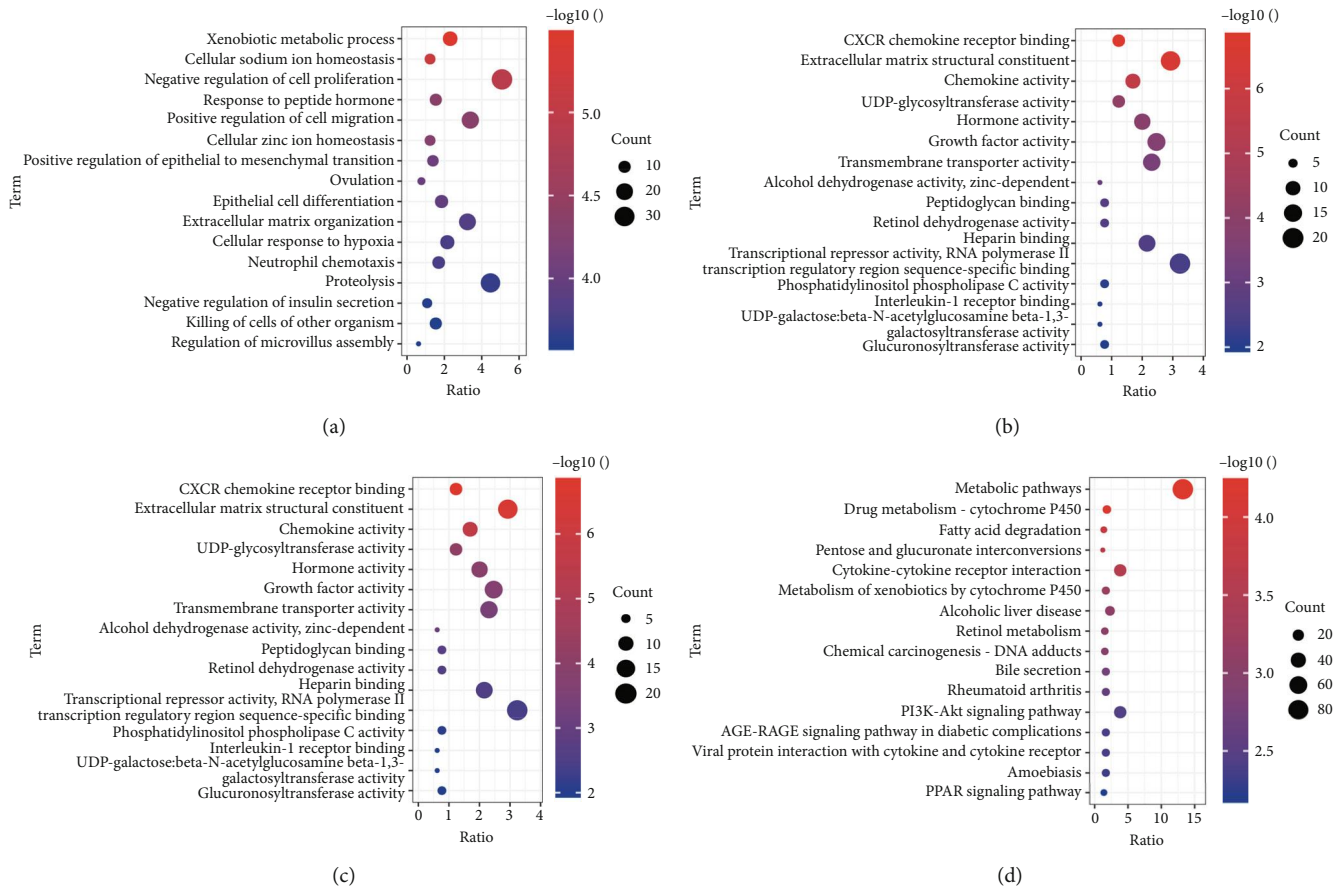 –log10 ()
Xenobiotic metabolic process
Cellular sodium ion homeostasis
Negative regulation of cell proliferation
Response to peptide hormone
Positive regulation of cell migration
Cellular zinc ion homeostasis
Positive regulation of epithelial to mesenchymal transition
Ovulation
Epithelial cell differentiation
Extracellular matrix organization
Cellular response to hypoxia
Neutrophil chemotaxis
Proteolysis
Negative regulation of insulin secretion
Killing of cells of other organism
Regulation of microvillus assembly
Term
0 2 4 6
Ratio
5.0
4.5
4.0
Count
10
20
30
(a)
–log10 ()
CXCR chemokine receptor binding
Extracellular matrix structural constituent
Chemokine activity
UDP-glycosyltransferase activity
Hormone activity
Growth factor activity
Transmembrane transporter activity
Alcohol dehydrogenase activity, zinc-dependent
Peptidoglycan binding
Retinol dehydrogenase activity
Heparin binding
Transcriptional repressor activity, RNA polymerase II
transcription regulatory region sequence-specific binding
Phosphatidylinositol phospholipase C activity
Interleukin-1 receptor binding
UDP-galactose:beta-N-acetylglucosamine beta-1,3-
galactosyltransferase activity
Glucuronosyltransferase activity
Term
0 1 2 3 4
Ratio
6
5
4
3
2
Count
5
10
15
20
(b)
–log10 ()
CXCR chemokine receptor binding
Extracellular matrix structural constituent
Chemokine activity
UDP-glycosyltransferase activity
Hormone activity
Growth factor activity
Transmembrane transporter activity
Alcohol dehydrogenase activity, zinc-dependent
Peptidoglycan binding
Retinol dehydrogenase activity
Heparin binding
Transcriptional repressor activity, RNA polymerase II
transcription regulatory region sequence-specific binding
Phosphatidylinositol phospholipase C activity
Interleukin-1 receptor binding
UDP-galactose:beta-N-acetylglucosamine beta-1,3-
galactosyltransferase activity
Glucuronosyltransferase activity
Term
0 1 2 3 4
Ratio
6
5
4
3
2
Count
5
10
15
20
(c)
–log10 ()
Metabolic pathways
Drug metabolism - cytochrome P450
Fatty acid degradation
Pentose and glucuronate interconversions
Cytokine-cytokine receptor interaction
Metabolism of xenobiotics by cytochrome P450
Alcoholic liver disease
Retinol metabolism
Chemical carcinogenesis - DNA adducts
Bile secretion
Rheumatoid arthritis
PI3K-Akt signaling pathway
AGE-RAGE signaling pathway in diabetic complications
Viral protein interaction with cytokine and cytokine receptor
Amoebiasis
PPAR signaling pathway
Term
0 5 10 15
Ratio
4.0
3.5
3.0
2.5
Count
20
40
60
80
(d)